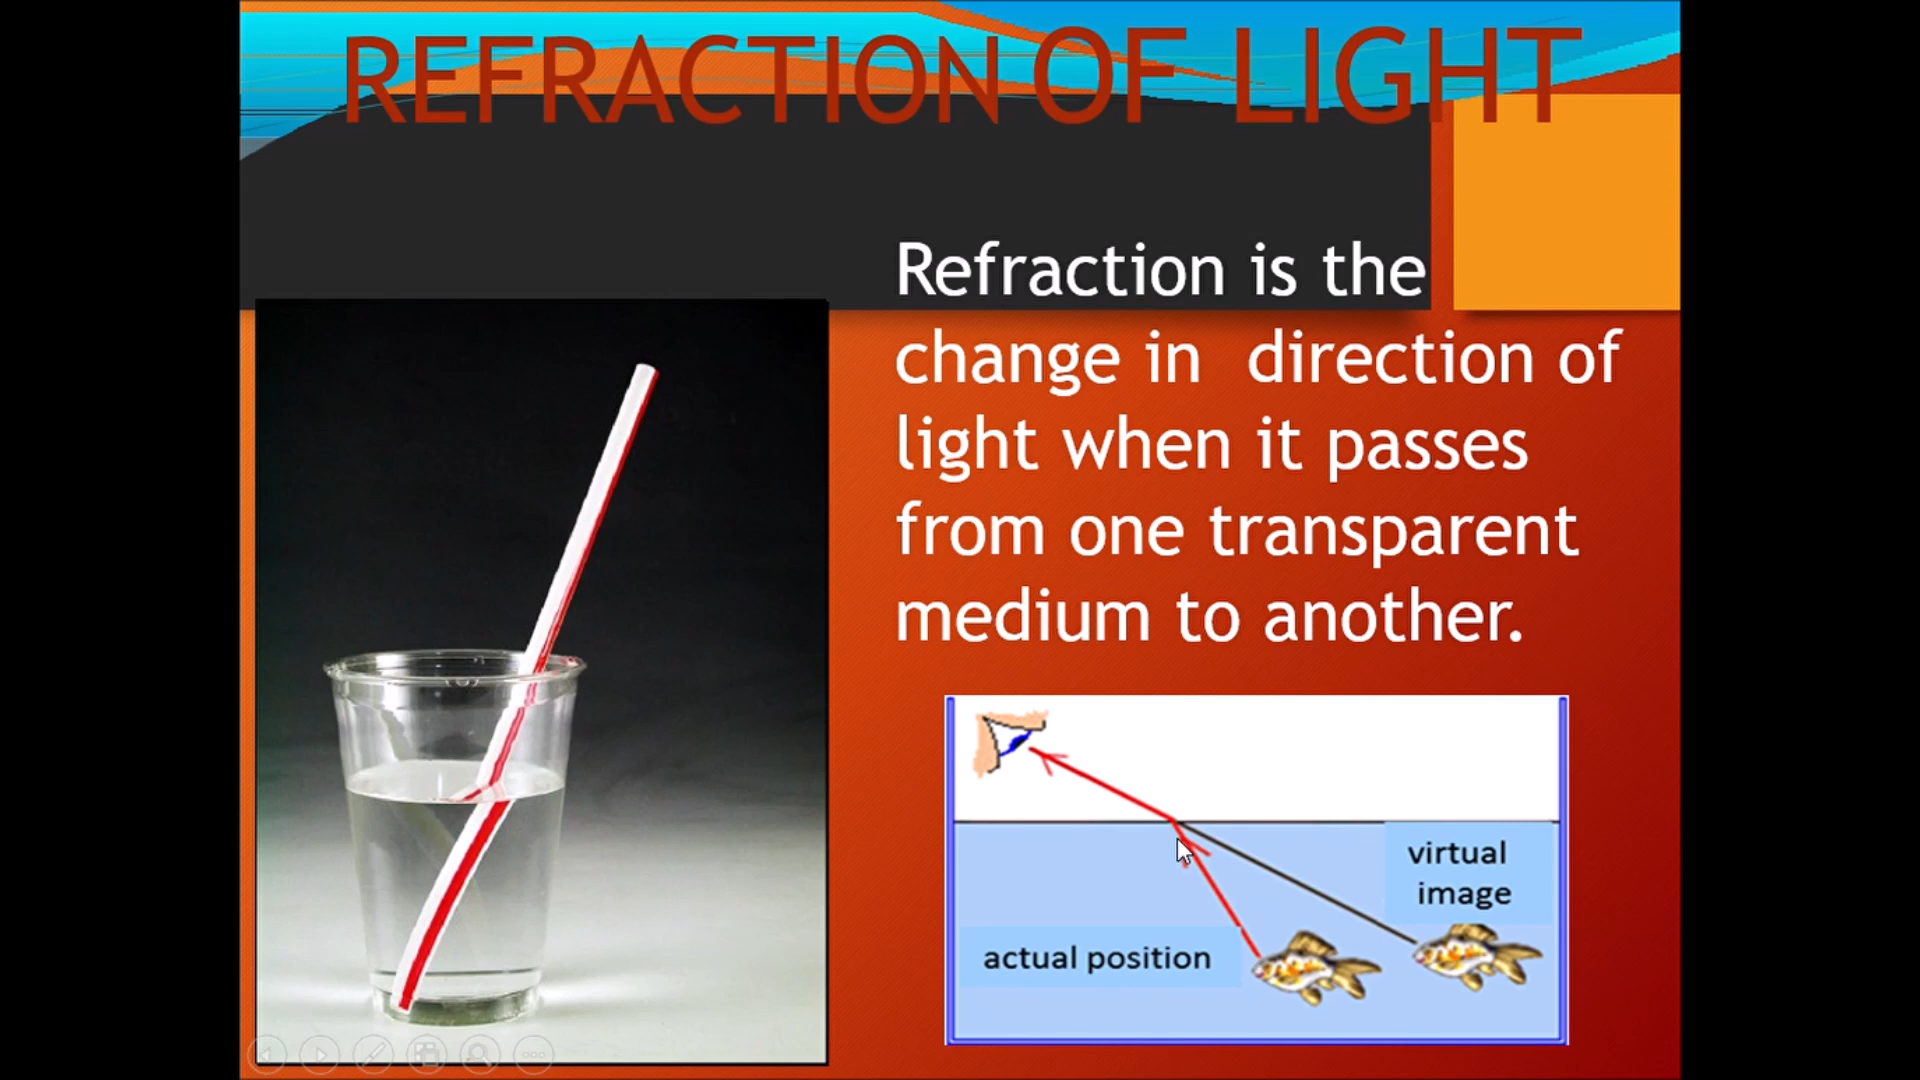 REFRACTION OF LIGHT
Refraction is the
change in direction of
light when it passes
from one transparent
medium to another.
virtual
image
actual position